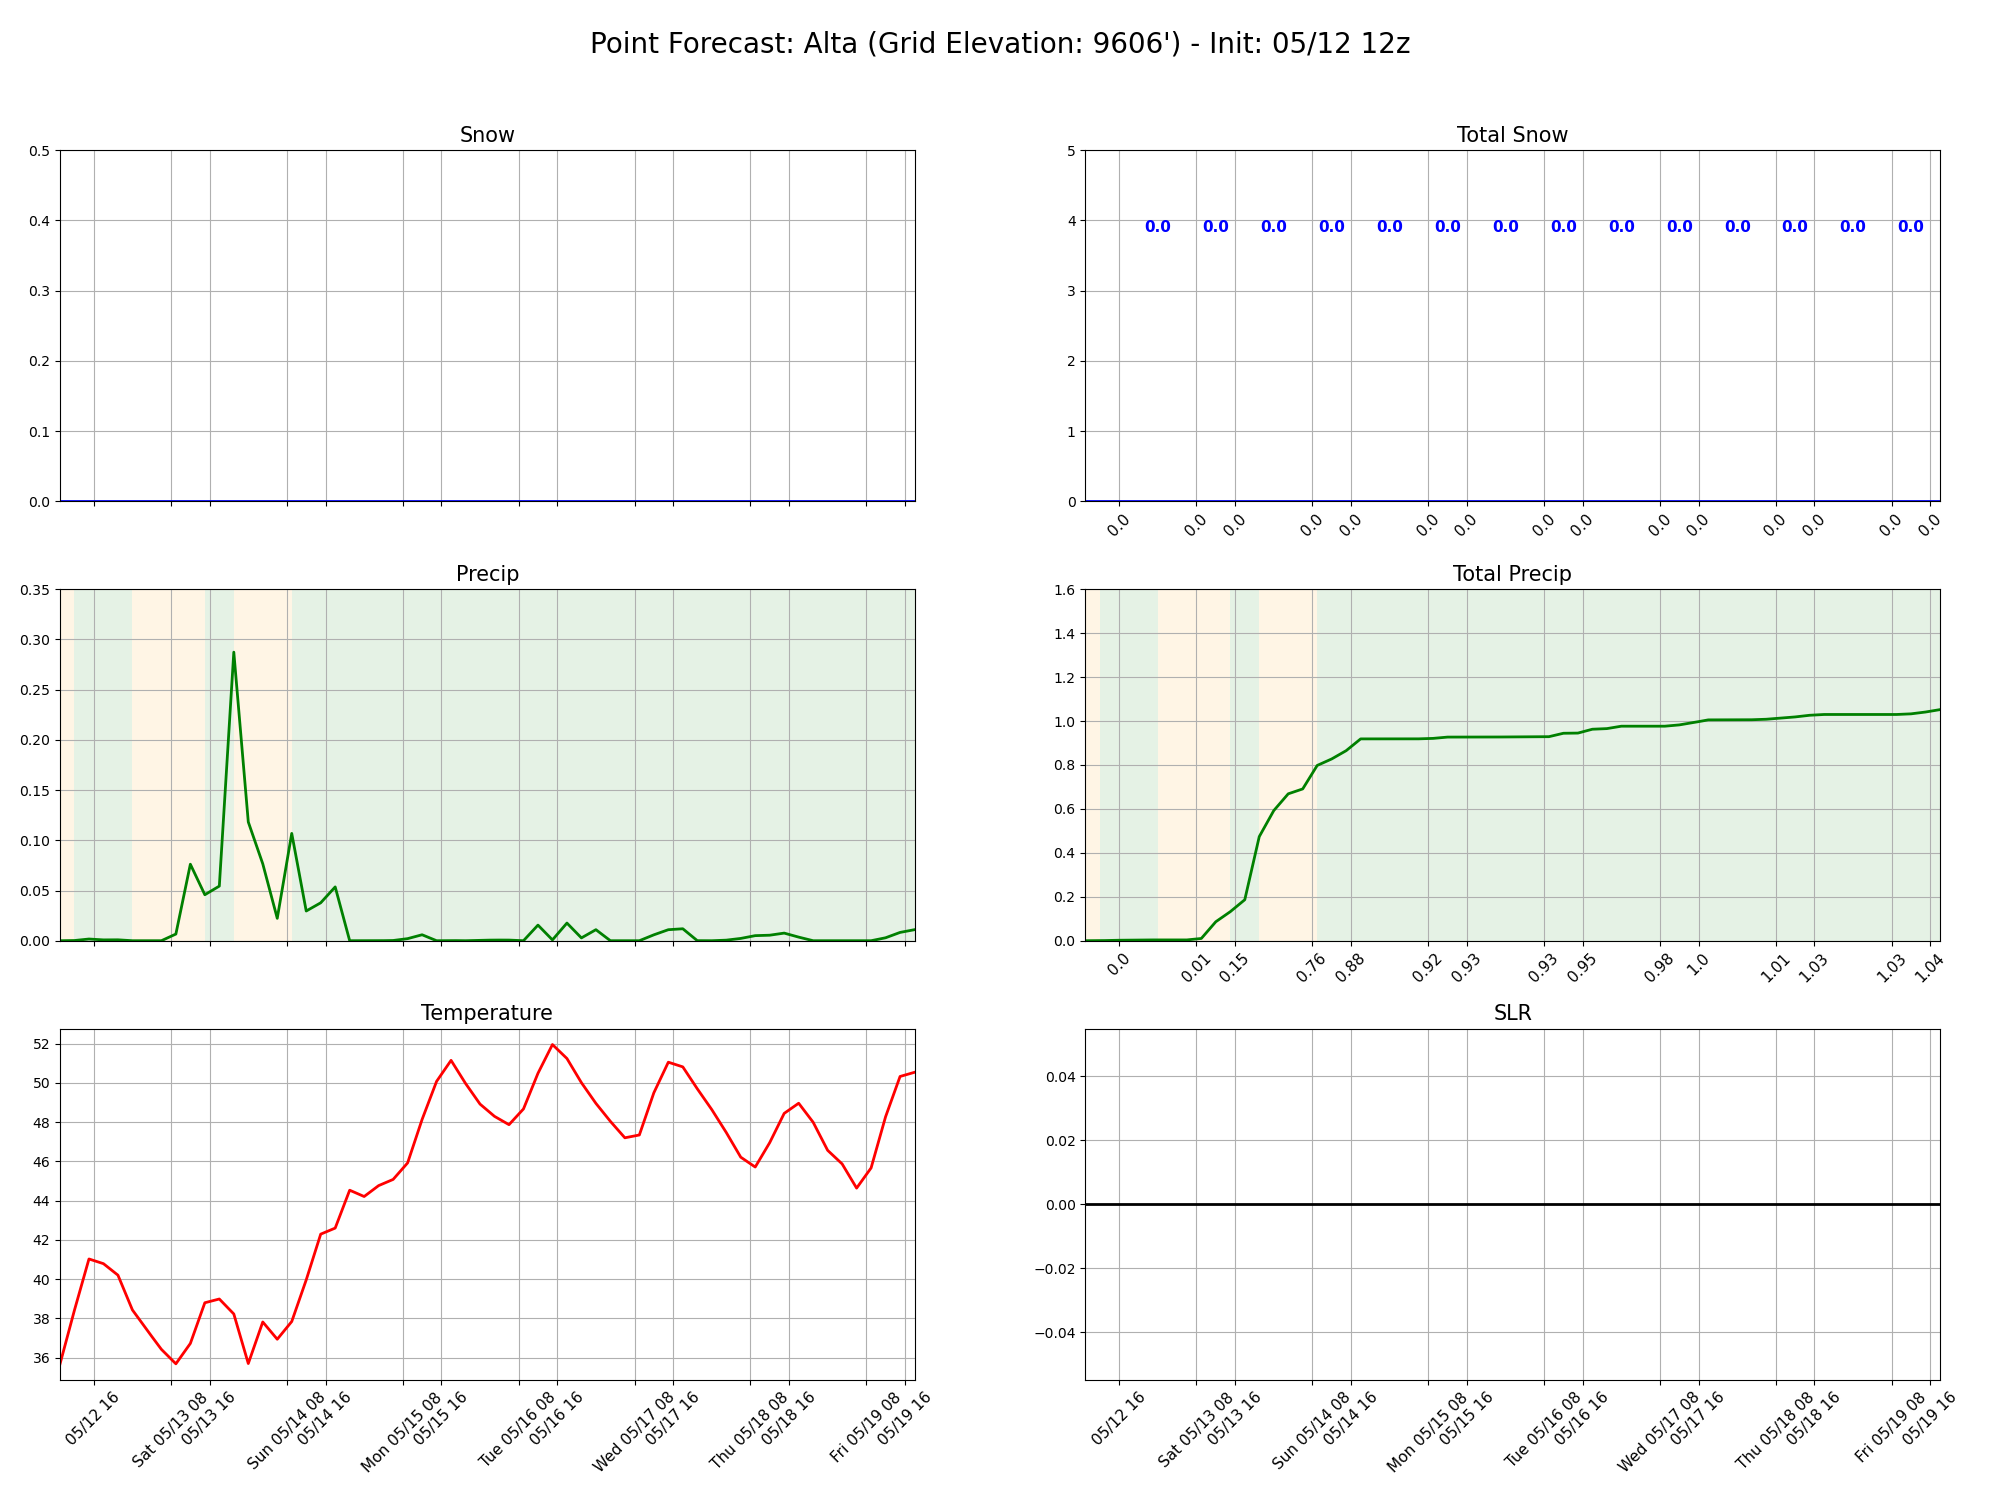 Point Forecast: Alta (Grid Elevation: 9606') - Init: 05/12 12z
Snow
0.5
0.4
0.3
0.2
0.1
0.0
Total Snow
5
4
3
2
1
0
0.0 0.0 0.0 0.0 0.0 0.0 0.0 0.0 0.0 0.0 0.0 0.0 0.0 0.0
0.0 0.0 0.0 0.0 0.0 0.0 0.0 0.0 0.0 0.0 0.0 0.0 0.0 0.0 0.0
Precip
0.35
0.30
0.25
0.20
0.15
0.10
0.05
0.00
Total Precip
1.6
1.4
1.2
1.0
0.8
0.6
0.4
0.2
0.0
0.0 0.01 0.15 0.76 0.88 0.92 0.93 0.93 0.95 0.98 1.0 1.01 1.03 1.03 1.04
Temperature
52
50
48
46
44
42
40
38
36
05/12 16
Sat 05/13 08
05/13 16
Sun 05/14 08
05/14 16
Mon 05/15 08
05/15 16
Tue 05/16 08
05/16 16
Wed 05/17 08
05/17 16
Thu 05/18 08
05/18 16
Fri 05/19 08
05/19 16
SLR
0.04
0.02
0.00
−0.02
−0.04
05/12 16
Sat 05/13 08
05/13 16
Sun 05/14 08
05/14 16
Mon 05/15 08
05/15 16
Tue 05/16 08
05/16 16
Wed 05/17 08
05/17 16
Thu 05/18 08
05/18 16
Fri 05/19 08
05/19 16